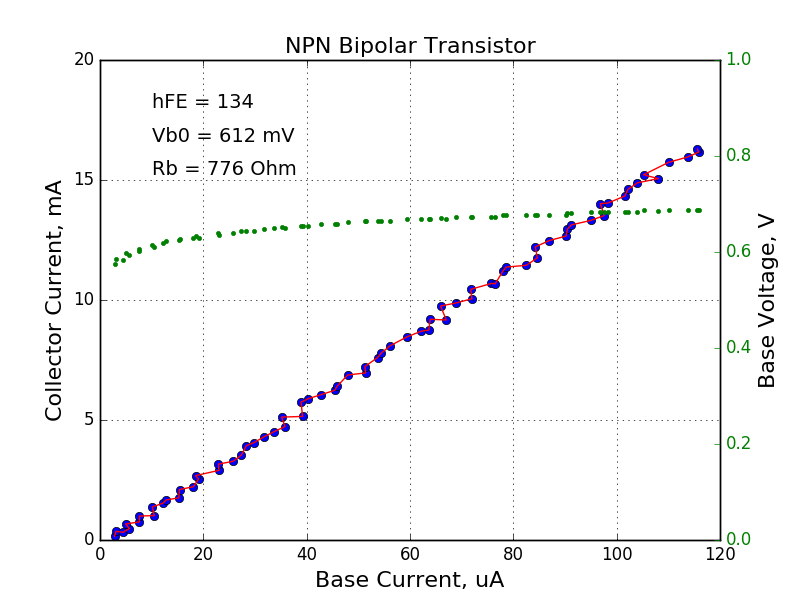 NPN Bipolar Transistor
hFE = 134
Vb0 = 612 mV
Rb = 776 Ohm
Collector Current, mA
20
15
10
5
0
Base Voltage, V
1.0
0.8
0.6
0.4
0.2
0.0
0 20 40 60 80 100 120
Base Current, uA